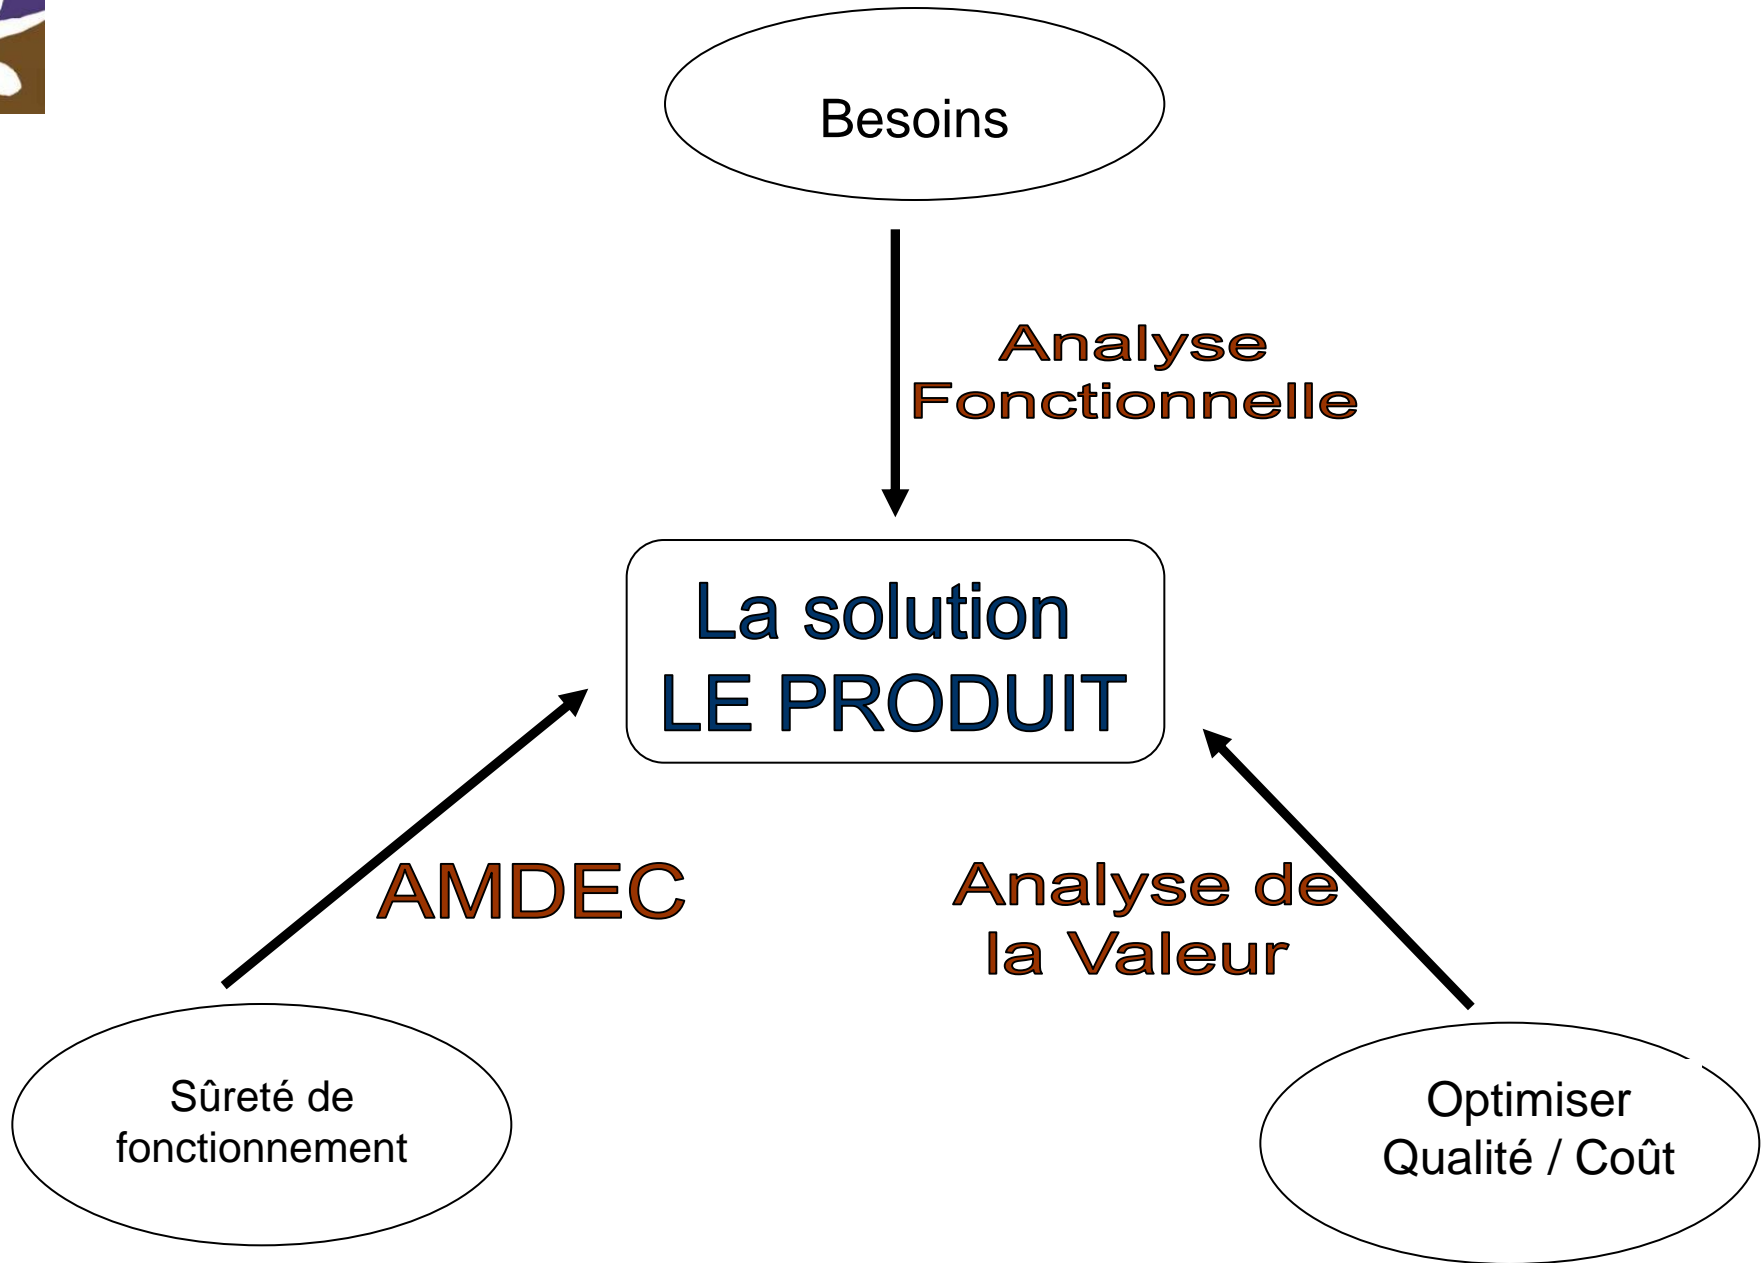 Besoins
Analyse
Fonctionnelle
La solution
LE PRODUIT
AMDEC
Analyse de
la Valeur
Sûreté de
fonctionnement
Optimiser
Qualité / Coût